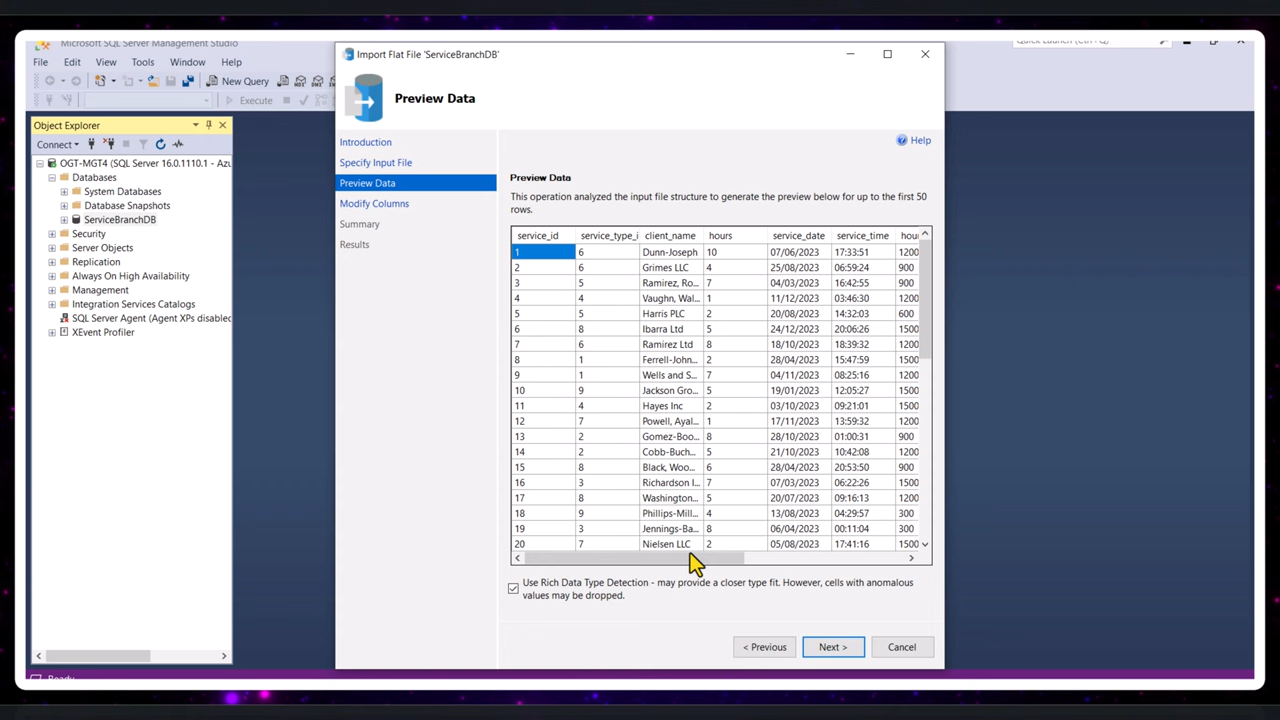 Microsoft SQL Server Management Studio
Quick Launch (Ctrl+Q)
File Edit View Tools Window Help
New Query
Execute
Object Explorer
Connect
OGT-MGT4 (SQL Server 16.0.1110.1 - Az
Databases
System Databases
Database Snapshots
ServiceBranchDB
Security
Server Objects
Replication
Always On High Availability
Management
Integration Services Catalogs
SQL Server Agent (Agent XPs disabled
XEvent Profiler
Ready
Import Flat File 'ServiceBranchDB'
Preview Data
Introduction
Specify Input File
Preview Data
Modify Columns
Summary
Results
Help
Preview Data
This operation analyzed the input file structure to generate the preview below for up to the first 50
rows.
service_id service_type_i client_name hours service_date service_time hour
1 6 Dunn-Joseph 10 07/06/2023 17:33:51 1200
2 6 Grimes LLC 4 25/08/2023 06:59:24 900
3 5 Ramirez, Ro... 7 04/03/2023 16:42:55 900
4 4 Vaughn, Wal... 1 11/12/2023 03:46:30 1200
5 5 Harris PLC 2 20/08/2023 14:32:03 600
6 8 Ibarra Ltd 5 24/12/2023 20:06:26 1500
7 6 Ramirez Ltd 8 18/10/2023 18:39:32 1200
8 1 Ferrell-John... 2 28/04/2023 15:47:59 1500
9 1 Wells and S... 7 04/11/2023 08:25:16 1200
10 9 Jackson Gro... 5 19/01/2023 12:05:27 1500
11 4 Hayes Inc 2 03/10/2023 09:21:01 1500
12 7 Powell, Ayal... 1 17/11/2023 13:59:32 1200
13 2 Gomez-Boo... 8 28/10/2023 01:00:31 900
14 2 Cobb-Buch... 5 21/10/2023 10:42:08 1200
15 8 Black, Woo... 6 28/04/2023 20:53:50 900
16 3 Richardson I... 7 07/03/2023 06:22:26 1500
17 8 Washington... 5 20/07/2023 09:16:13 1200
18 9 Phillips-Mill... 4 13/08/2023 04:29:57 300
19 3 Jennings-Ba... 8 06/04/2023 00:11:04 300
20 7 Nielsen LLC 2 05/08/2023 17:41:16 1500
Use Rich Data Type Detection - may provide a closer type fit. However, cells with anomalous
values may be dropped.
< Previous Next > Cancel